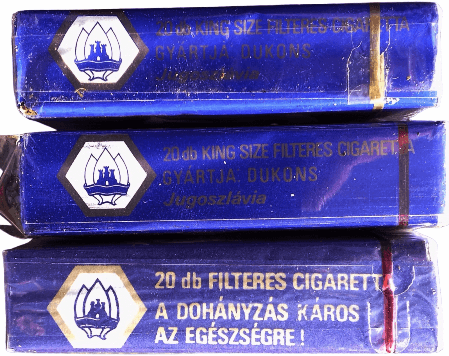 20 db KING SIZE FILTERES CIGARETTA
GYÁRTJA DUKONS
Jugoszlávia
20 db KING SIZE FILTERES CIGARETTA
GYÁRTJA, DUKONS
Jugoszlávia
20 db FILTERES CIGARETTA
A DOHÁNYZÁS KÁROS
AZ EGÉSZSÉGRE!